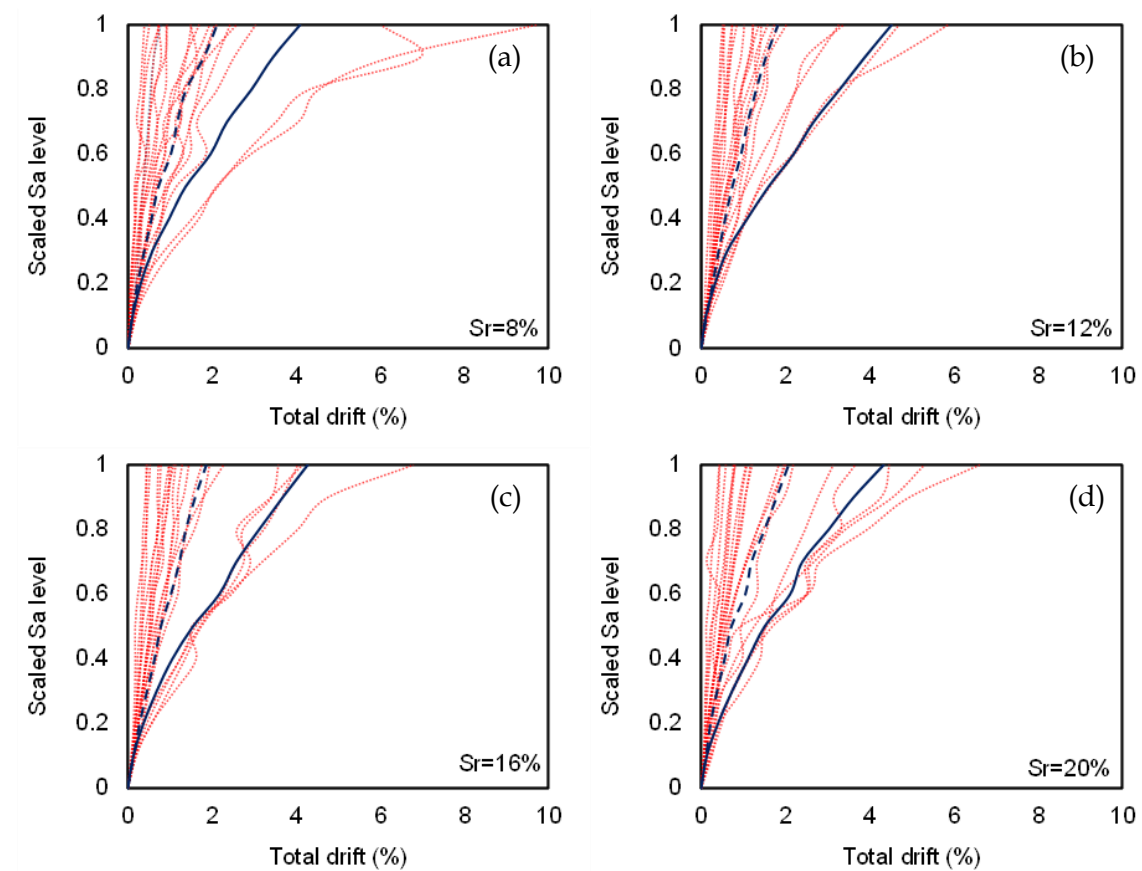 1
0.8
0.6
0.4
0.2
0
Scaled Sa level
(a)
Sr=8%
0 2 4 6 8 10
Total drift (%)
1
0.8
0.6
0.4
0.2
0
Scaled Sa level
(b)
Sr=12%
0 2 4 6 8 10
Total drift (%)
1
0.8
0.6
0.4
0.2
0
Scaled Sa level
(c)
Sr=16%
0 2 4 6 8 10
Total drift (%)
1
0.8
0.6
0.4
0.2
0
Scaled Sa level
(d)
Sr=20%
0 2 4 6 8 10
Total drift (%)